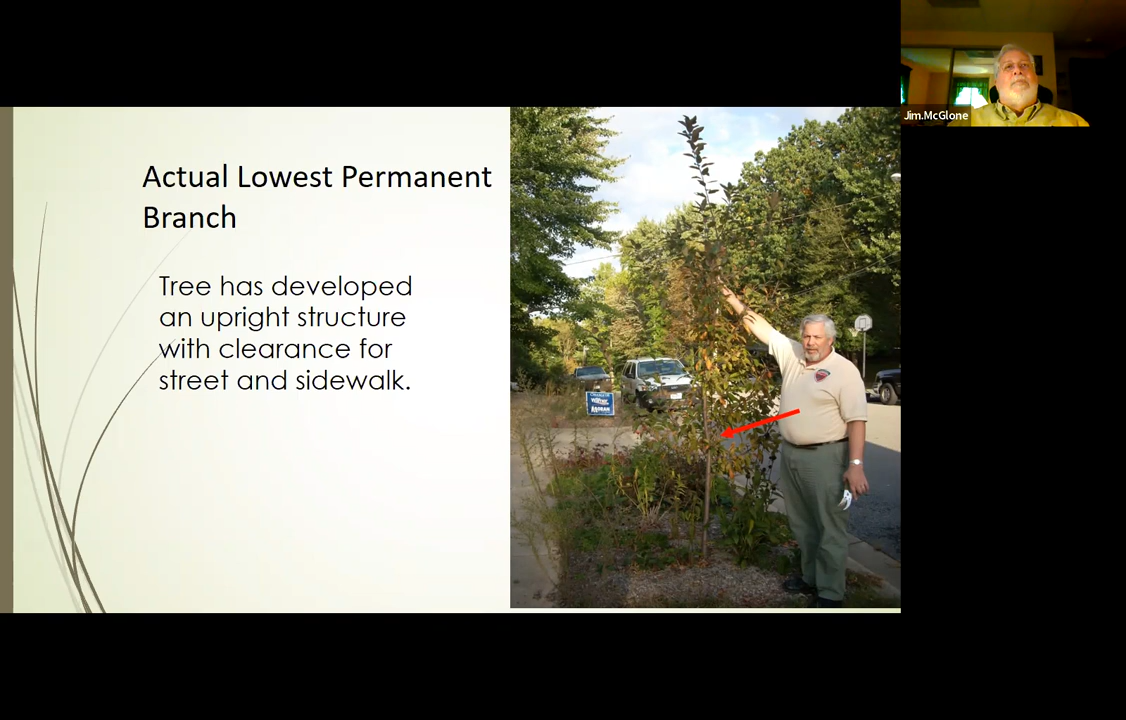 Jim.McGlone
Actual Lowest Permanent
Branch
Tree has developed
an upright structure
with clearance for
street and sidewalk.